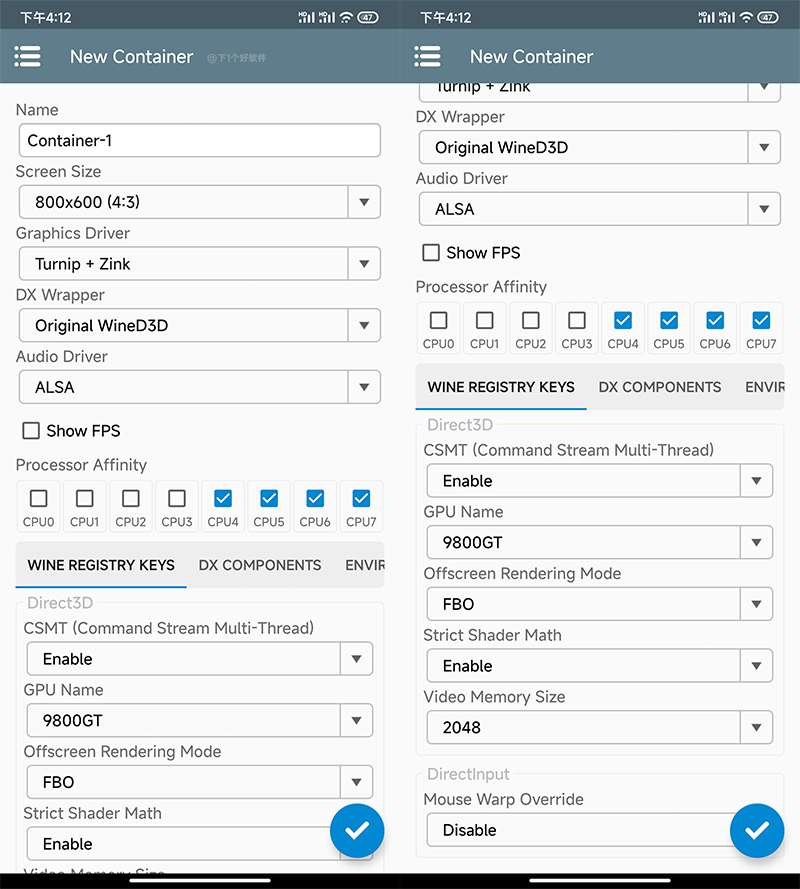 下午4:12
47
New Container
@下1个好软件
Name
Container-1
Screen Size
800x600 (4:3)
Graphics Driver
Turnip + Zink
DX Wrapper
Original WineD3D
Audio Driver
ALSA
Show FPS
Processor Affinity
CPU0 CPU1 CPU2 CPU3 CPU4 CPU5 CPU6 CPU7
WINE REGISTRY KEYS DX COMPONENTS ENVIR
Direct3D
CSMT (Command Stream Multi-Thread)
Enable
GPU Name
9800GT
Offscreen Rendering Mode
FBO
Strict Shader Math
Enable
Video Memory Size
下午4:12
47
New Container
Turnip + Zink
DX Wrapper
Original WineD3D
Audio Driver
ALSA
Show FPS
Processor Affinity
CPU0 CPU1 CPU2 CPU3 CPU4 CPU5 CPU6 CPU7
WINE REGISTRY KEYS DX COMPONENTS ENVIR
Direct3D
CSMT (Command Stream Multi-Thread)
Enable
GPU Name
9800GT
Offscreen Rendering Mode
FBO
Strict Shader Math
Enable
Video Memory Size
2048
DirectInput
Mouse Warp Override
Disable